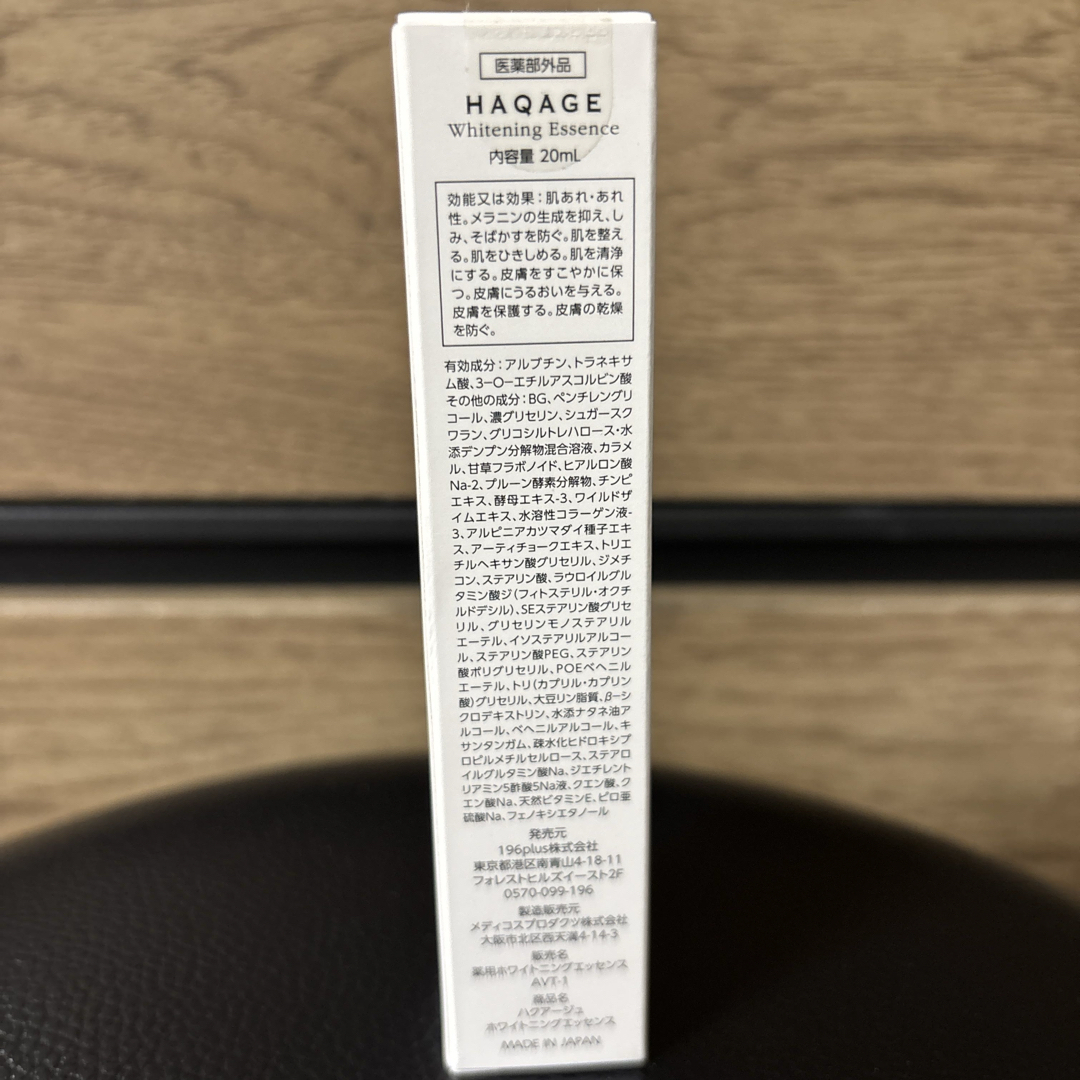 医薬部外品
HAQAGE
Whitening Essence
内容量 20mL
効能又は効果：肌あれ・あれ
性。メラニンの生成を抑え、し
み、そばかすを防ぐ。肌を整え
る。肌をひきしめる。肌を清浄
にする。皮膚をすこやかに保
つ。皮膚にうるおいを与える。
皮膚を保護する。皮膚の乾燥
を防ぐ。
有効成分：アルブチン、トラネキサ
ム酸、3−O−エチルアスコルビン酸
その他の成分：BG、ペンチレングリ
コール、濃グリセリン、シュガースク
ワラン、グリコシルトレハロース・水
添デンプン分解物混合溶液、カラメ
ル、甘草フラボノイド、ヒアルロン酸
Na-2、プルーン酵素分解物、チンピ
エキス、酵母エキス-3、ワイルドザ
イムエキス、水溶性コラーゲン液-
3、アルピニアカツマダイ種子エキ
ス、アーティチョークエキス、トリエ
チルヘキサン酸グリセリル、ジメチ
コン、ステアリン酸、ラウロイルグル
タミン酸ジ（フィトステリル・オクチ
ルドデシル）、SEステアリン酸グリセ
リル、グリセリンモノステアリル
エーテル、イソステアリルアルコー
ル、ステアリン酸PEG、ステアリン
酸ポリグリセリル、POEベヘニル
エーテル、トリ（カプリル・カプリン
酸）グリセリル、大豆リン脂質、β−シ
クロデキストリン、水添ナタネ油ア
ルコール、ベヘニルアルコール、キ
サンタンガム、疎水化ヒドロキシプ
ロピルメチルセルロース、ステアロ
イルグルタミン酸Na、ジエチレント
リアミン5酢酸5Na液、クエン酸、ク
エン酸Na、天然ビタミンE、ピロ亜
硫酸Na、フェノキシエタノール
発売元
196plus株式会社
東京都港区南青山4-18-11
フォレストヒルズイースト2F
0570-099-196
製造販売元
メディコスプロダクツ株式会社
大阪市北区西天満4-14-3
販売名
薬用ホワイトニングエッセンス
AVT-1
商品名
ハクアージュ
ホワイトニングエッセンス
MADE IN JAPAN